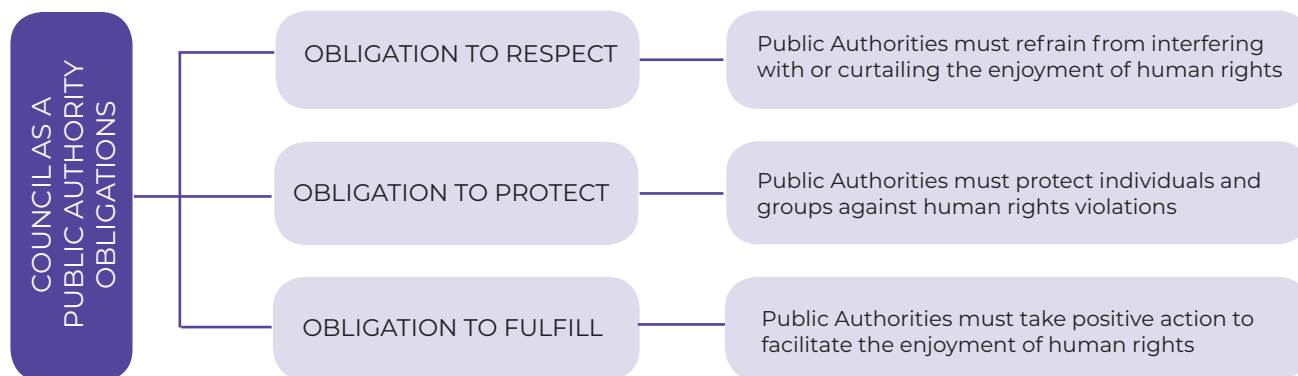 COUNCIL AS A
PUBLIC AUTHORITY
OBLIGATIONS
OBLIGATION TO RESPECT
Public Authorities must refrain from interfering
with or curtailing the enjoyment of human rights
OBLIGATION TO PROTECT
Public Authorities must protect individuals and
groups against human rights violations
OBLIGATION TO FULFILL
Public Authorities must take positive action to
facilitate the enjoyment of human rights